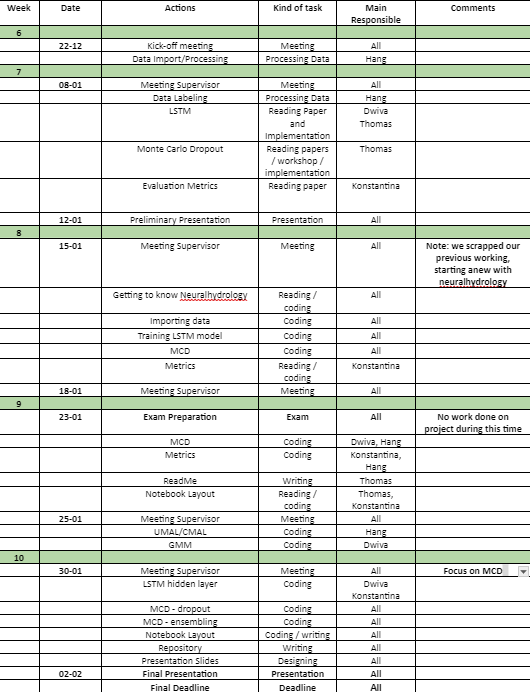 Week Date Actions Kind of task Main Responsible Comments
6
22-12 Kick-off meeting Meeting All
Data Import/Processing Processing Data Hang
7
08-01 Meeting Supervisor Meeting All
Data Labeling Processing Data Hang
LSTM Reading Paper and Implementation Dwiva Thomas
Monte Carlo Dropout Reading papers / workshop / implementation Thomas
Evaluation Metrics Reading paper Konstantina
12-01 Preliminary Presentation Presentation All
8
15-01 Meeting Supervisor Meeting All Note: we scrapped our previous working, starting anew with neuralhydrology
Getting to know Neuralhydrology Reading / coding All
Importing data Coding All
Training LSTM model Coding All
MCD Coding All
Metrics Reading / coding Konstantina
18-01 Meeting Supervisor Meeting All
9
23-01 Exam Preparation Exam All No work done on project during this time
MCD Coding Dwiva, Hang
Metrics Coding Konstantina, Hang
ReadMe Writing Thomas
Notebook Layout Reading / coding Thomas, Konstantina
25-01 Meeting Supervisor Meeting All
UMAL/CMAL Coding Hang
GMM Coding Dwiva
10
30-01 Meeting Supervisor Meeting All Focus on MCD
LSTM hidden layer Coding Dwiva Konstantina
MCD - dropout Coding All
MCD - ensembling Coding All
Notebook Layout Coding / writing All
Repository Writing All
Presentation Slides Designing All
02-02 Final Presentation Presentation All
Final Deadline Deadline All